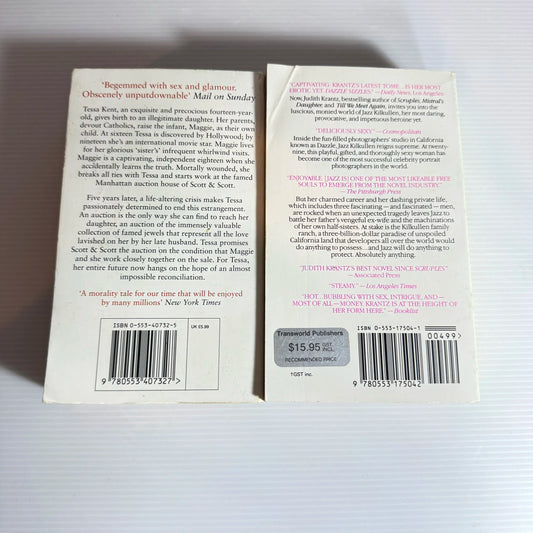 'Begemmed with sex and glamour.
Obscenely unputdownable' Mail on Sunday
Tessa Kent, an exquisite and precocious fourteen-year-
old, gives birth to an illegitimate daughter. Her parents,
devout Catholics, raise the infant, Maggie, as their own
child. At sixteen Tessa is discovered by Hollywood; by
nineteen she's an international movie star. Maggie lives
for her glorious 'sister's' infrequent whirlwind visits.
Maggie is a captivating, independent eighteen when she
accidentally learns the truth. Mortally wounded, she
breaks all ties with Tessa and starts work at the famed
Manhattan auction house of Scott & Scott.
Five years later, a life-altering crisis makes Tessa
passionately determined to end this estrangement.
An auction is the only way she can find to reach her
daughter, an auction of the immensely valuable
collection of famed jewels that represent all the love
lavished on her by her late husband. Tessa promises
Scott & Scott the auction on the condition that Maggie
and she work closely together on the sale. For Tessa,
her entire future now hangs on the hope of an almost
impossible reconciliation.
'A morality tale for our time that will be enjoyed
by many millions' New York Times
ISBN 0-553-40732-5
UK £5.99
9 780553 407327>
"CAPTIVATING. KRANTZ'S LATEST TOME... IS HER MOST
EROTIC YET. DAZZLE SIZZLES." —Daily News, Los Angeles
Now, Judith Krantz, bestselling author of Scruples, Mistral's
Daughter, and Till We Meet Again, invites you into the
luscious, monied world of Jazz Kilkullen, her most daring,
provocative, and impetuous heroine yet.
"DELICIOUSLY SEXY." —Cosmopolitan
Inside the fun-filled photographers' studio in California
known as Dazzle, Jazz Kilkullen reigns supreme. At twenty-
nine, this playful, gifted, and thoroughly sexy woman has
become one of the most successful celebrity portrait
photographers in the world.
"ENJOYABLE. [JAZZ IS] ONE OF THE MOST LIKEABLE FREE
SOULS TO EMERGE FROM THE NOVEL INDUSTRY."
—The Pittsburgh Press
But her charmed career and her dashing private life,
which includes three fascinating — and fascinated — men,
are rocked when an unexpected tragedy leaves Jazz to
battle her father's vengeful ex-wife and the machinations
of her own half-sisters. At stake is the Kilkullen family
ranch, a three-billion-dollar paradise of unspoiled
California land that developers all over the world would
do anything to possess...and Jazz will do anything to
protect. Absolutely anything.
"JUDITH KRANTZ'S BEST NOVEL SINCE SCRUPLES."
—Associated Press
"STEAMY." —Los Angeles Times
"HOT...BUBBLING WITH SEX, INTRIGUE, AND—
MOST OF ALL—MONEY. KRANTZ IS AT THE HEIGHT OF
HER FORM HERE." —Booklist
Transworld Publishers
$15.95 GST INCL.
RECOMMENDED PRICE
†GST inc.
ISBN 0-553-17504-1
00499>
9 780553 175042